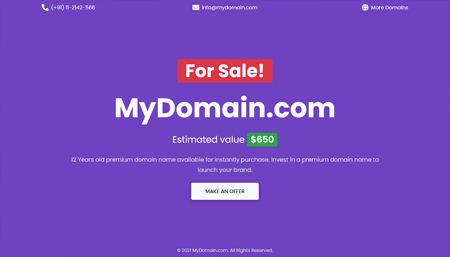 (+91) 11-2142-1566
info@mydomain.com
More Domains
For Sale!
MyDomain.com
Estimated value $650
12 Years old premium domain name available for instantly purchase. Invest in a premium domain name to
launch your brand.
MAKE AN OFFER
© 2021 MyDomain.com. All Rights Reserved.